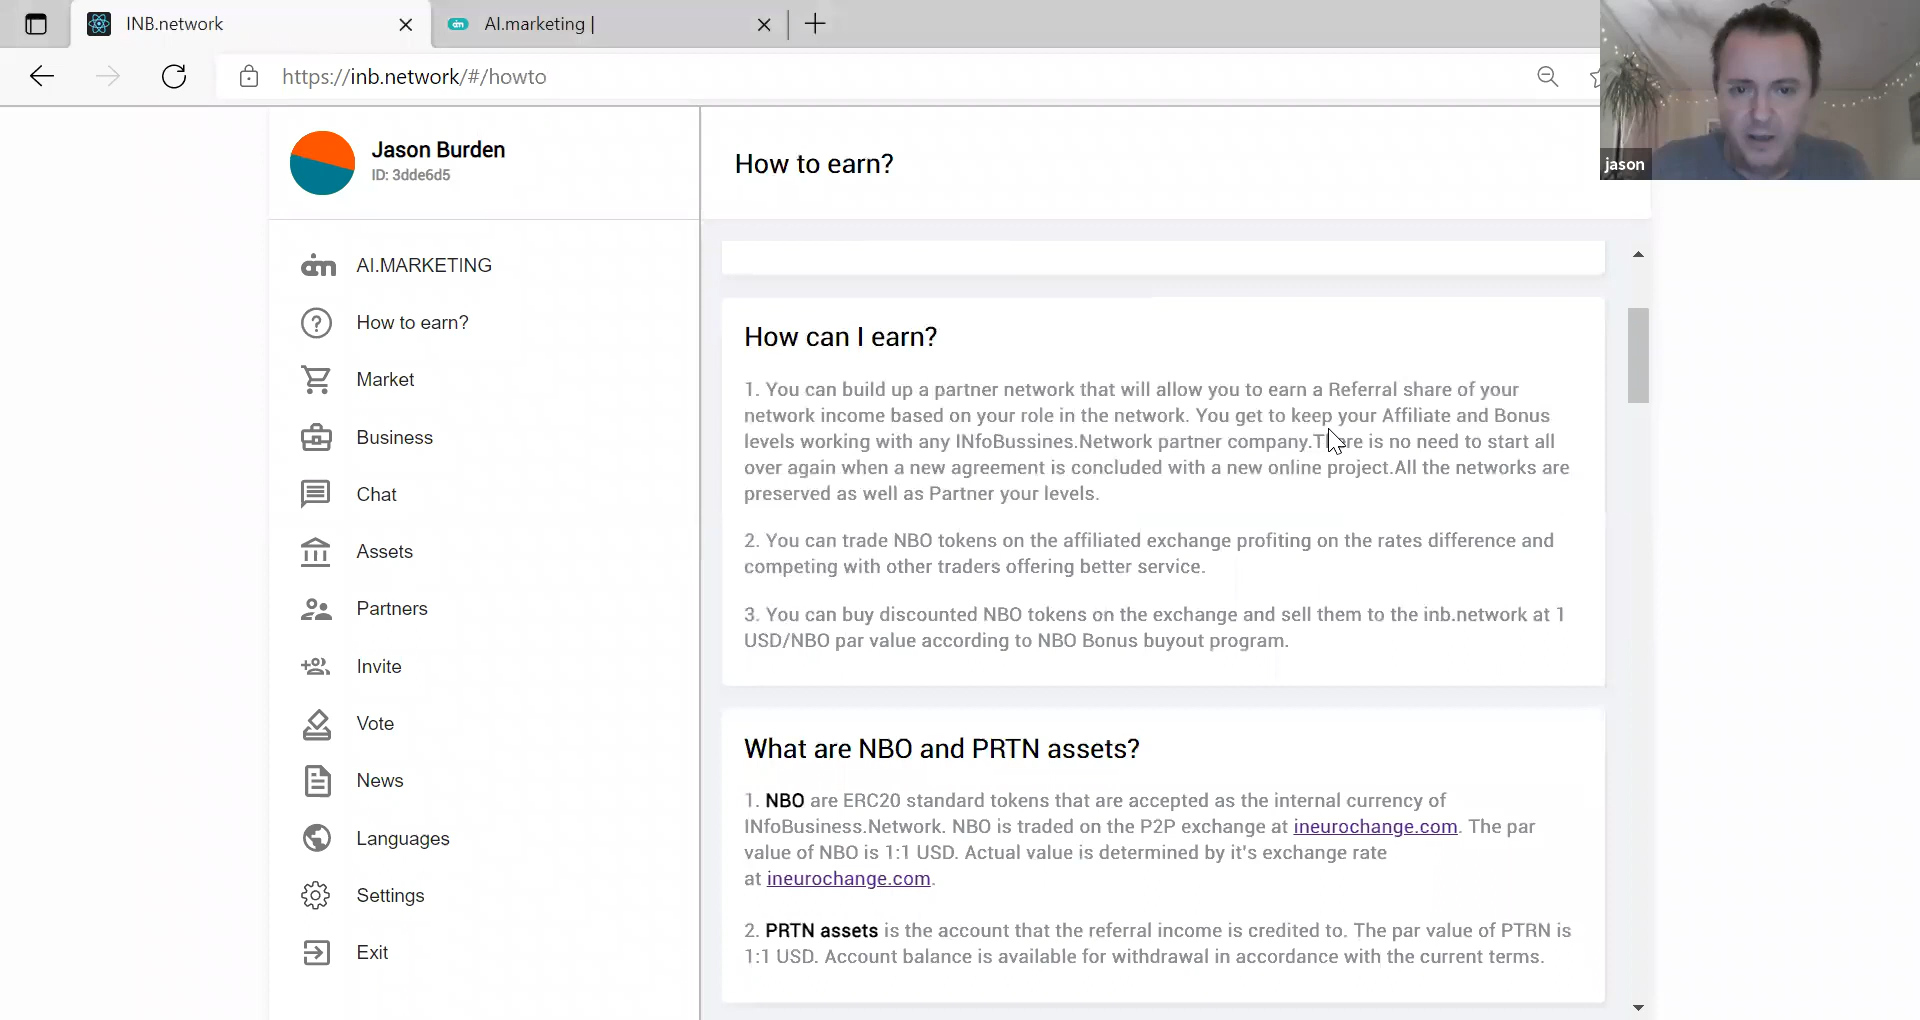 INB.network
AI.marketing |
https://inb.network/#/howto
jason
Jason Burden
ID: 3dde6d5
AI.MARKETING
How to earn?
Market
Business
Chat
Assets
Partners
Invite
Vote
News
Languages
Settings
Exit
How to earn?
How can I earn?
1. You can build up a partner network that will allow you to earn a Referral share of your
network income based on your role in the network. You get to keep your Affiliate and Bonus
levels working with any INfoBussines.Network partner company.There is no need to start all
over again when a new agreement is concluded with a new online project.All the networks are
preserved as well as Partner your levels.
2. You can trade NBO tokens on the affiliated exchange profiting on the rates difference and
competing with other traders offering better service.
3. You can buy discounted NBO tokens on the exchange and sell them to the inb.network at 1
USD/NBO par value according to NBO Bonus buyout program.
What are NBO and PRTN assets?
1. NBO are ERC20 standard tokens that are accepted as the internal currency of
INfoBusiness.Network. NBO is traded on the P2P exchange at ineurochange.com. The par
value of NBO is 1:1 USD. Actual value is determined by it's exchange rate
at ineurochange.com.
2. PRTN assets is the account that the referral income is credited to. The par value of PTRN is
1:1 USD. Account balance is available for withdrawal in accordance with the current terms.